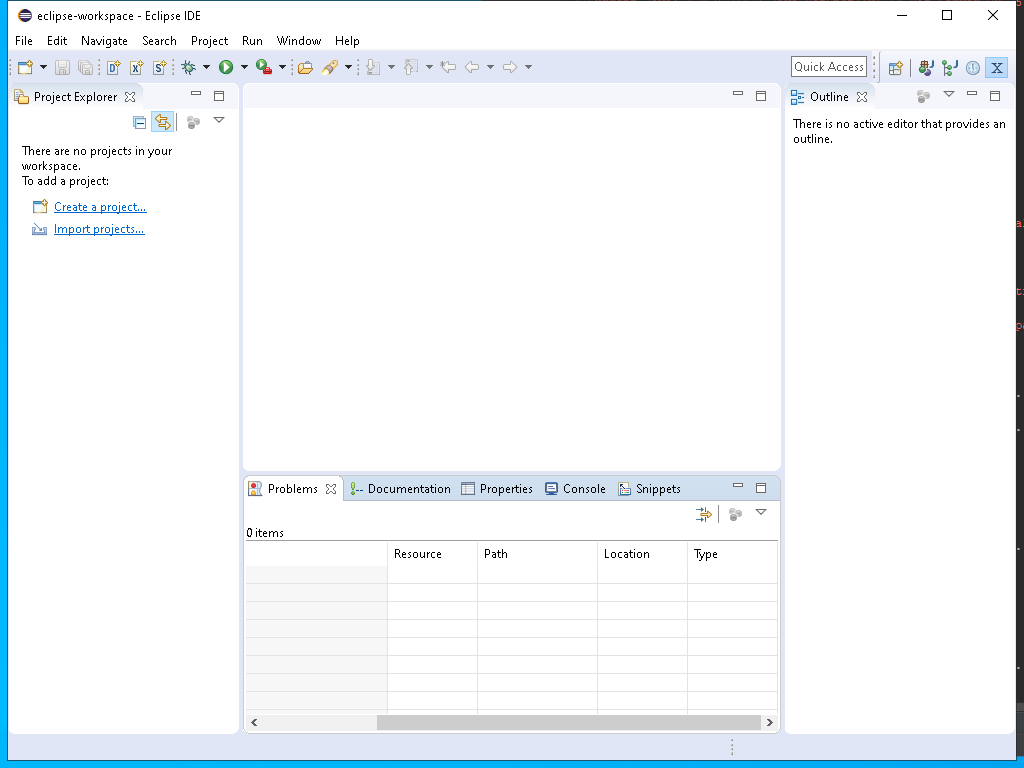 eclipse-workspace - Eclipse IDE
File Edit Navigate Search Project Run Window Help
Quick Access
Project Explorer
There are no projects in your
workspace.
To add a project:
Create a project...
Import projects...
Outline
There is no active editor that provides an
outline.
Problems Documentation Properties Console Snippets
0 items
Resource Path Location Type